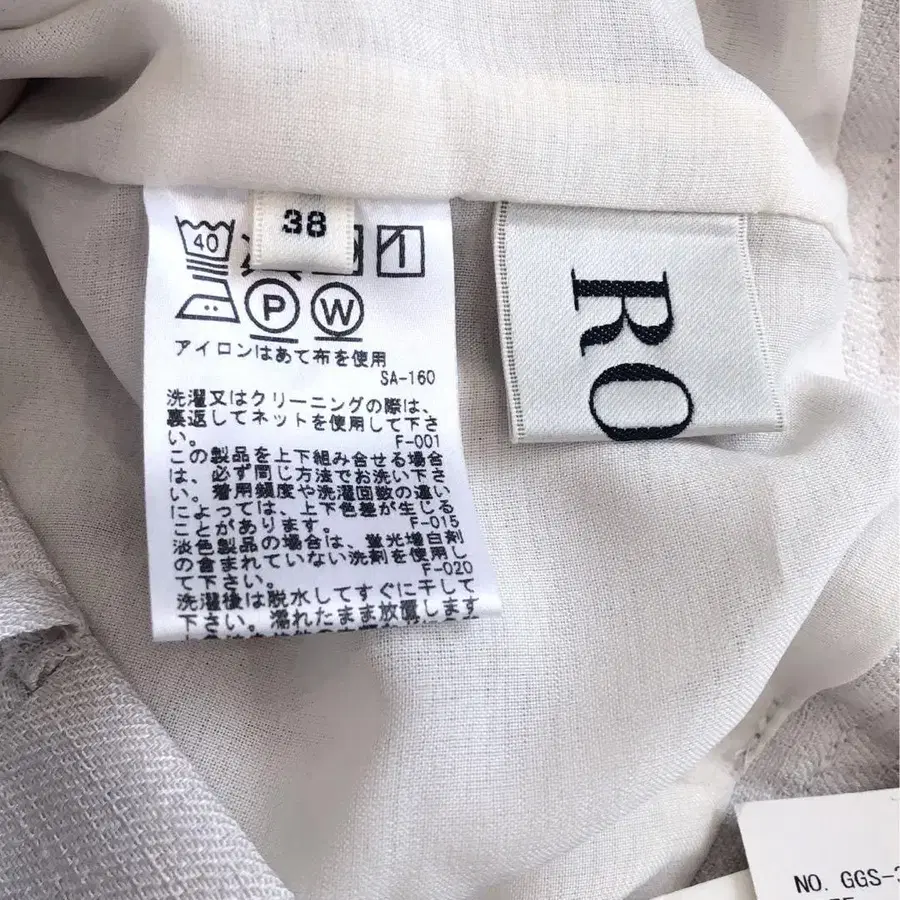 38
40
P W
アイロンはあて布を使用
SA-160
洗濯又はクリーニングの際は、
裏返してネットを使用して下さ
い。
F-001
この製品を上下組み合せる場合
は、必ず同じ方法でお洗い下さ
い。着用頻度や洗濯回数の違い
によっては、上下色差が生じる
ことがあります。
F-015
淡色製品の場合は、蛍光増白剤
の含まれていない洗剤を使用し
て下さい。
F-020
洗濯後は脱水してすぐに干して
下さい。濡れたまま放置します
RO
NO. GGS-